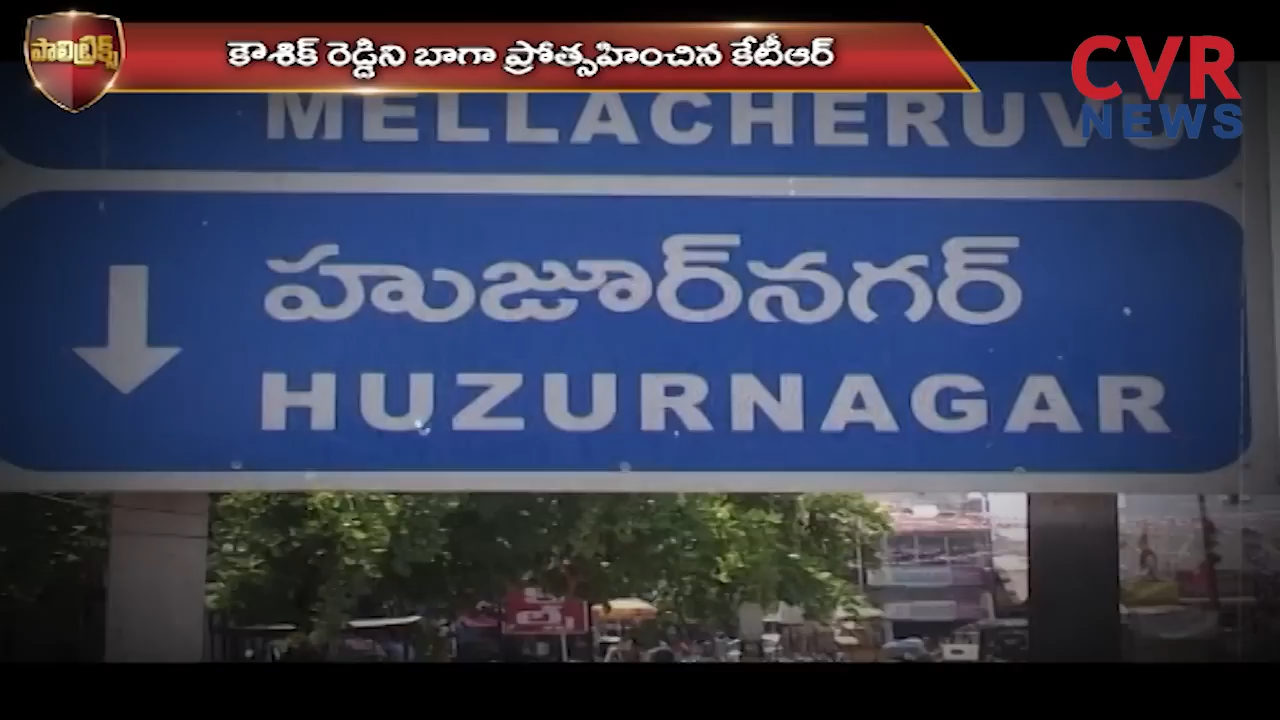 పాలిట్రిక్స్
కౌశిక్ రెడ్డిని బాగా ప్రోత్సహించిన కేటీఆర్
CVR
NEWS
MELLACHERUVU
హుజూర్‌నగర్
HUZURNAGAR